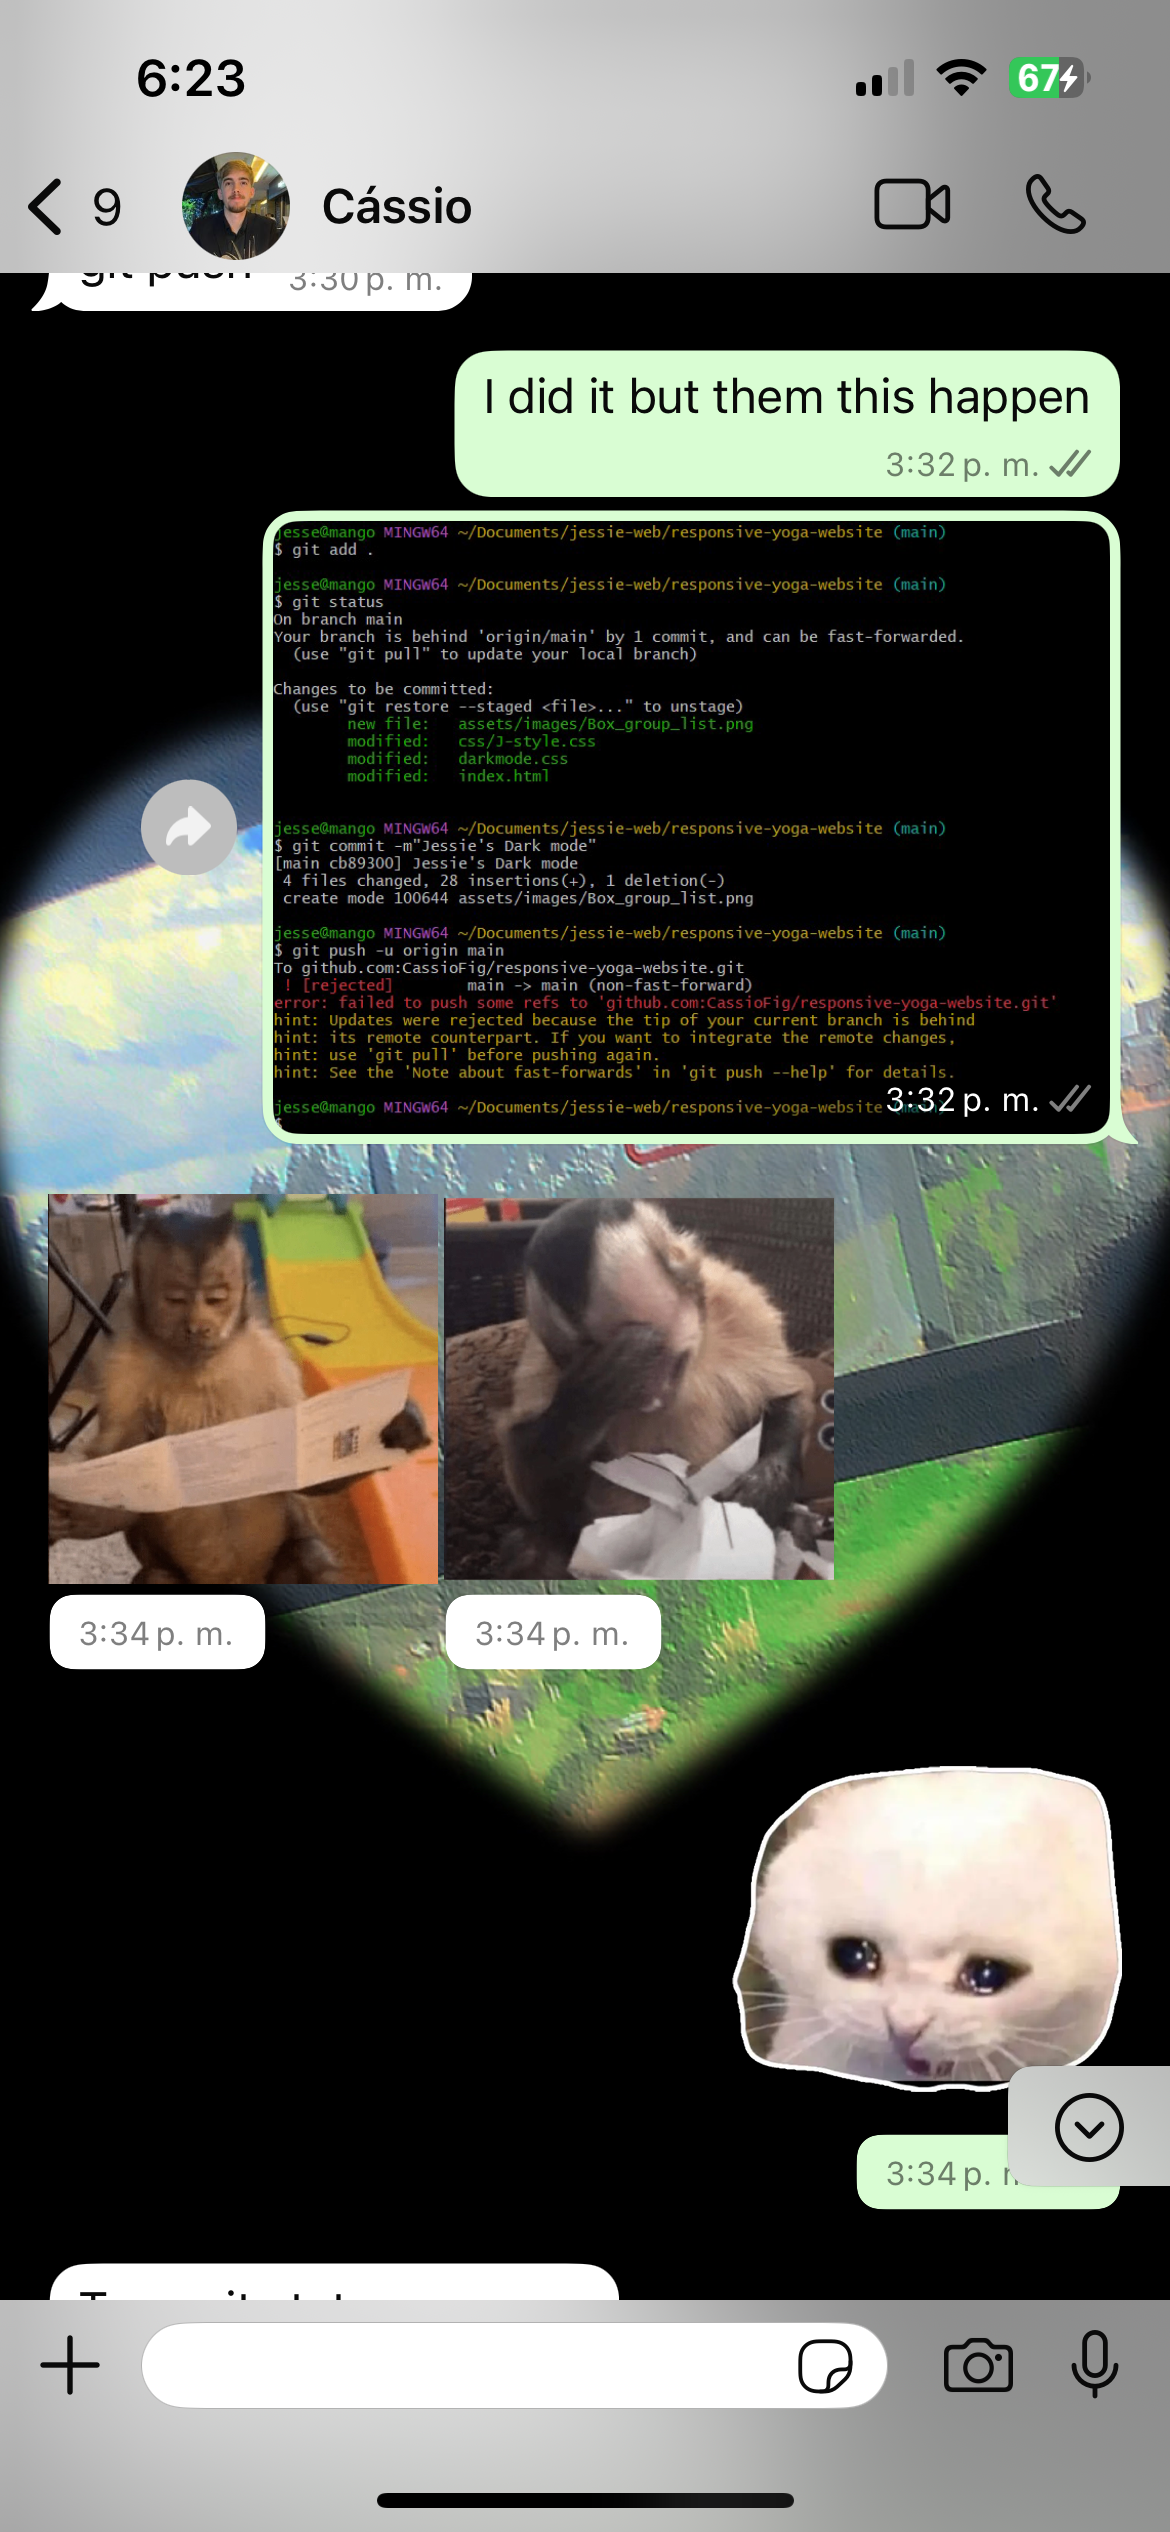 6:23
67
9
Cássio
git push
3:30 p. m.
I did it but them this happen
3:32 p. m.
jesse@mango MINGW64 ~/Documents/jessie-web/responsive-yoga-website (main)
$ git add .
jesse@mango MINGW64 ~/Documents/jessie-web/responsive-yoga-website (main)
$ git status
On branch main
Your branch is behind 'origin/main' by 1 commit, and can be fast-forwarded.
(use "git pull" to update your local branch)
Changes to be committed:
(use "git restore --staged <file>..." to unstage)
new file: assets/images/Box_group_list.png
modified: css/J-style.css
modified: darkmode.css
modified: index.html
jesse@mango MINGW64 ~/Documents/jessie-web/responsive-yoga-website (main)
$ git commit -m"Jessie's Dark mode"
[main cb89300] Jessie's Dark mode
4 files changed, 28 insertions(+), 1 deletion(-)
create mode 100644 assets/images/Box_group_list.png
jesse@mango MINGW64 ~/Documents/jessie-web/responsive-yoga-website (main)
$ git push -u origin main
To github.com:CassioFig/responsive-yoga-website.git
! [rejected] main -> main (non-fast-forward)
error: failed to push some refs to 'github.com:CassioFig/responsive-yoga-website.git'
hint: Updates were rejected because the tip of your current branch is behind
hint: its remote counterpart. If you want to integrate the remote changes,
hint: use 'git pull' before pushing again.
hint: See the 'Note about fast-forwards' in 'git push --help' for details.
jesse@mango MINGW64 ~/Documents/jessie-web/responsive-yoga-website (main)
$
3:32 p. m.
3:34 p. m.
3:34 p. m.
3:34 p.